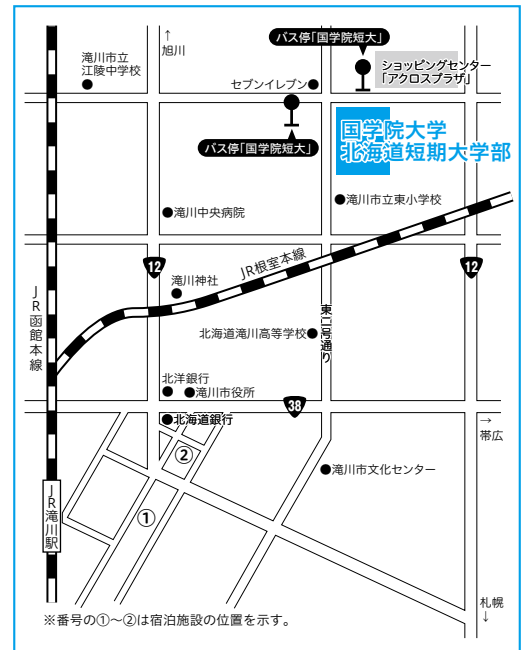 ↑
旭川
バス停「国学院短大」
滝川市立
江陵中学校
ショッピングセンター
「アクロスプラザ」
セブンイレブン
国学院大学
北海道短期大学部
バス停「国学院短大」
滝川市立東小学校
滝川中央病院
12
JR根室本線
12
滝川神社
JR函館本線
東二号通り
北海道滝川高等学校
北洋銀行
滝川市役所
38
北海道銀行
→
帯広
②
滝川市文化センター
JR滝川駅
①
札幌
↓
※番号の①～②は宿泊施設の位置を示す。